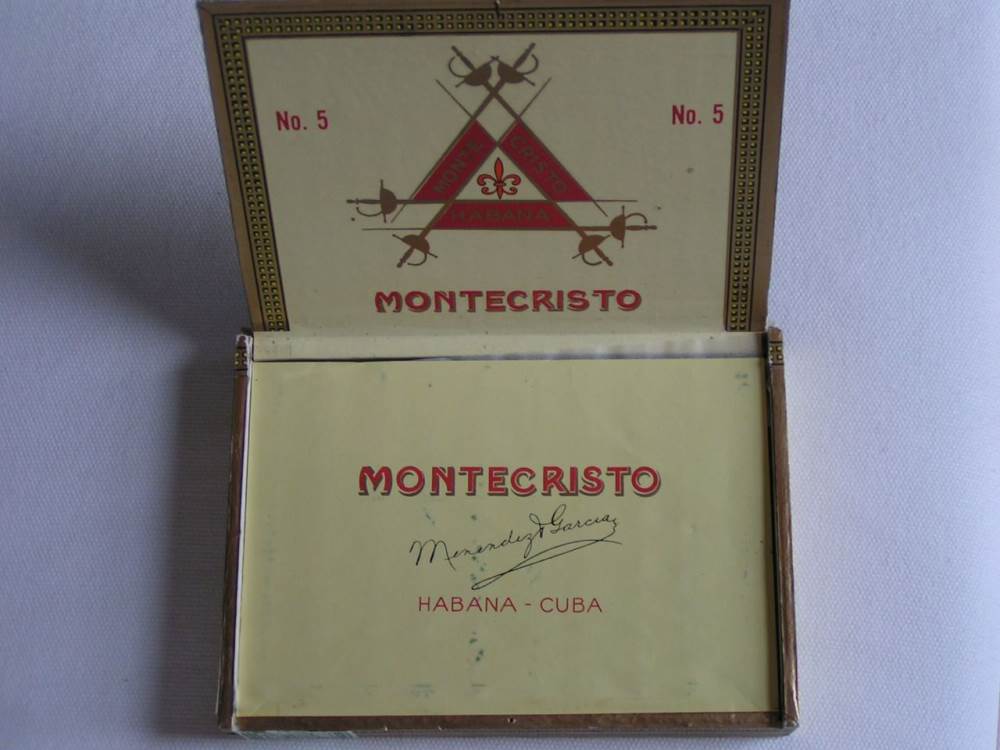 No. 5
No. 5
MONTE
CRISTO
HABANA
MONTECRISTO
MONTECRISTO
Menendez y Garcia
HABANA - CUBA